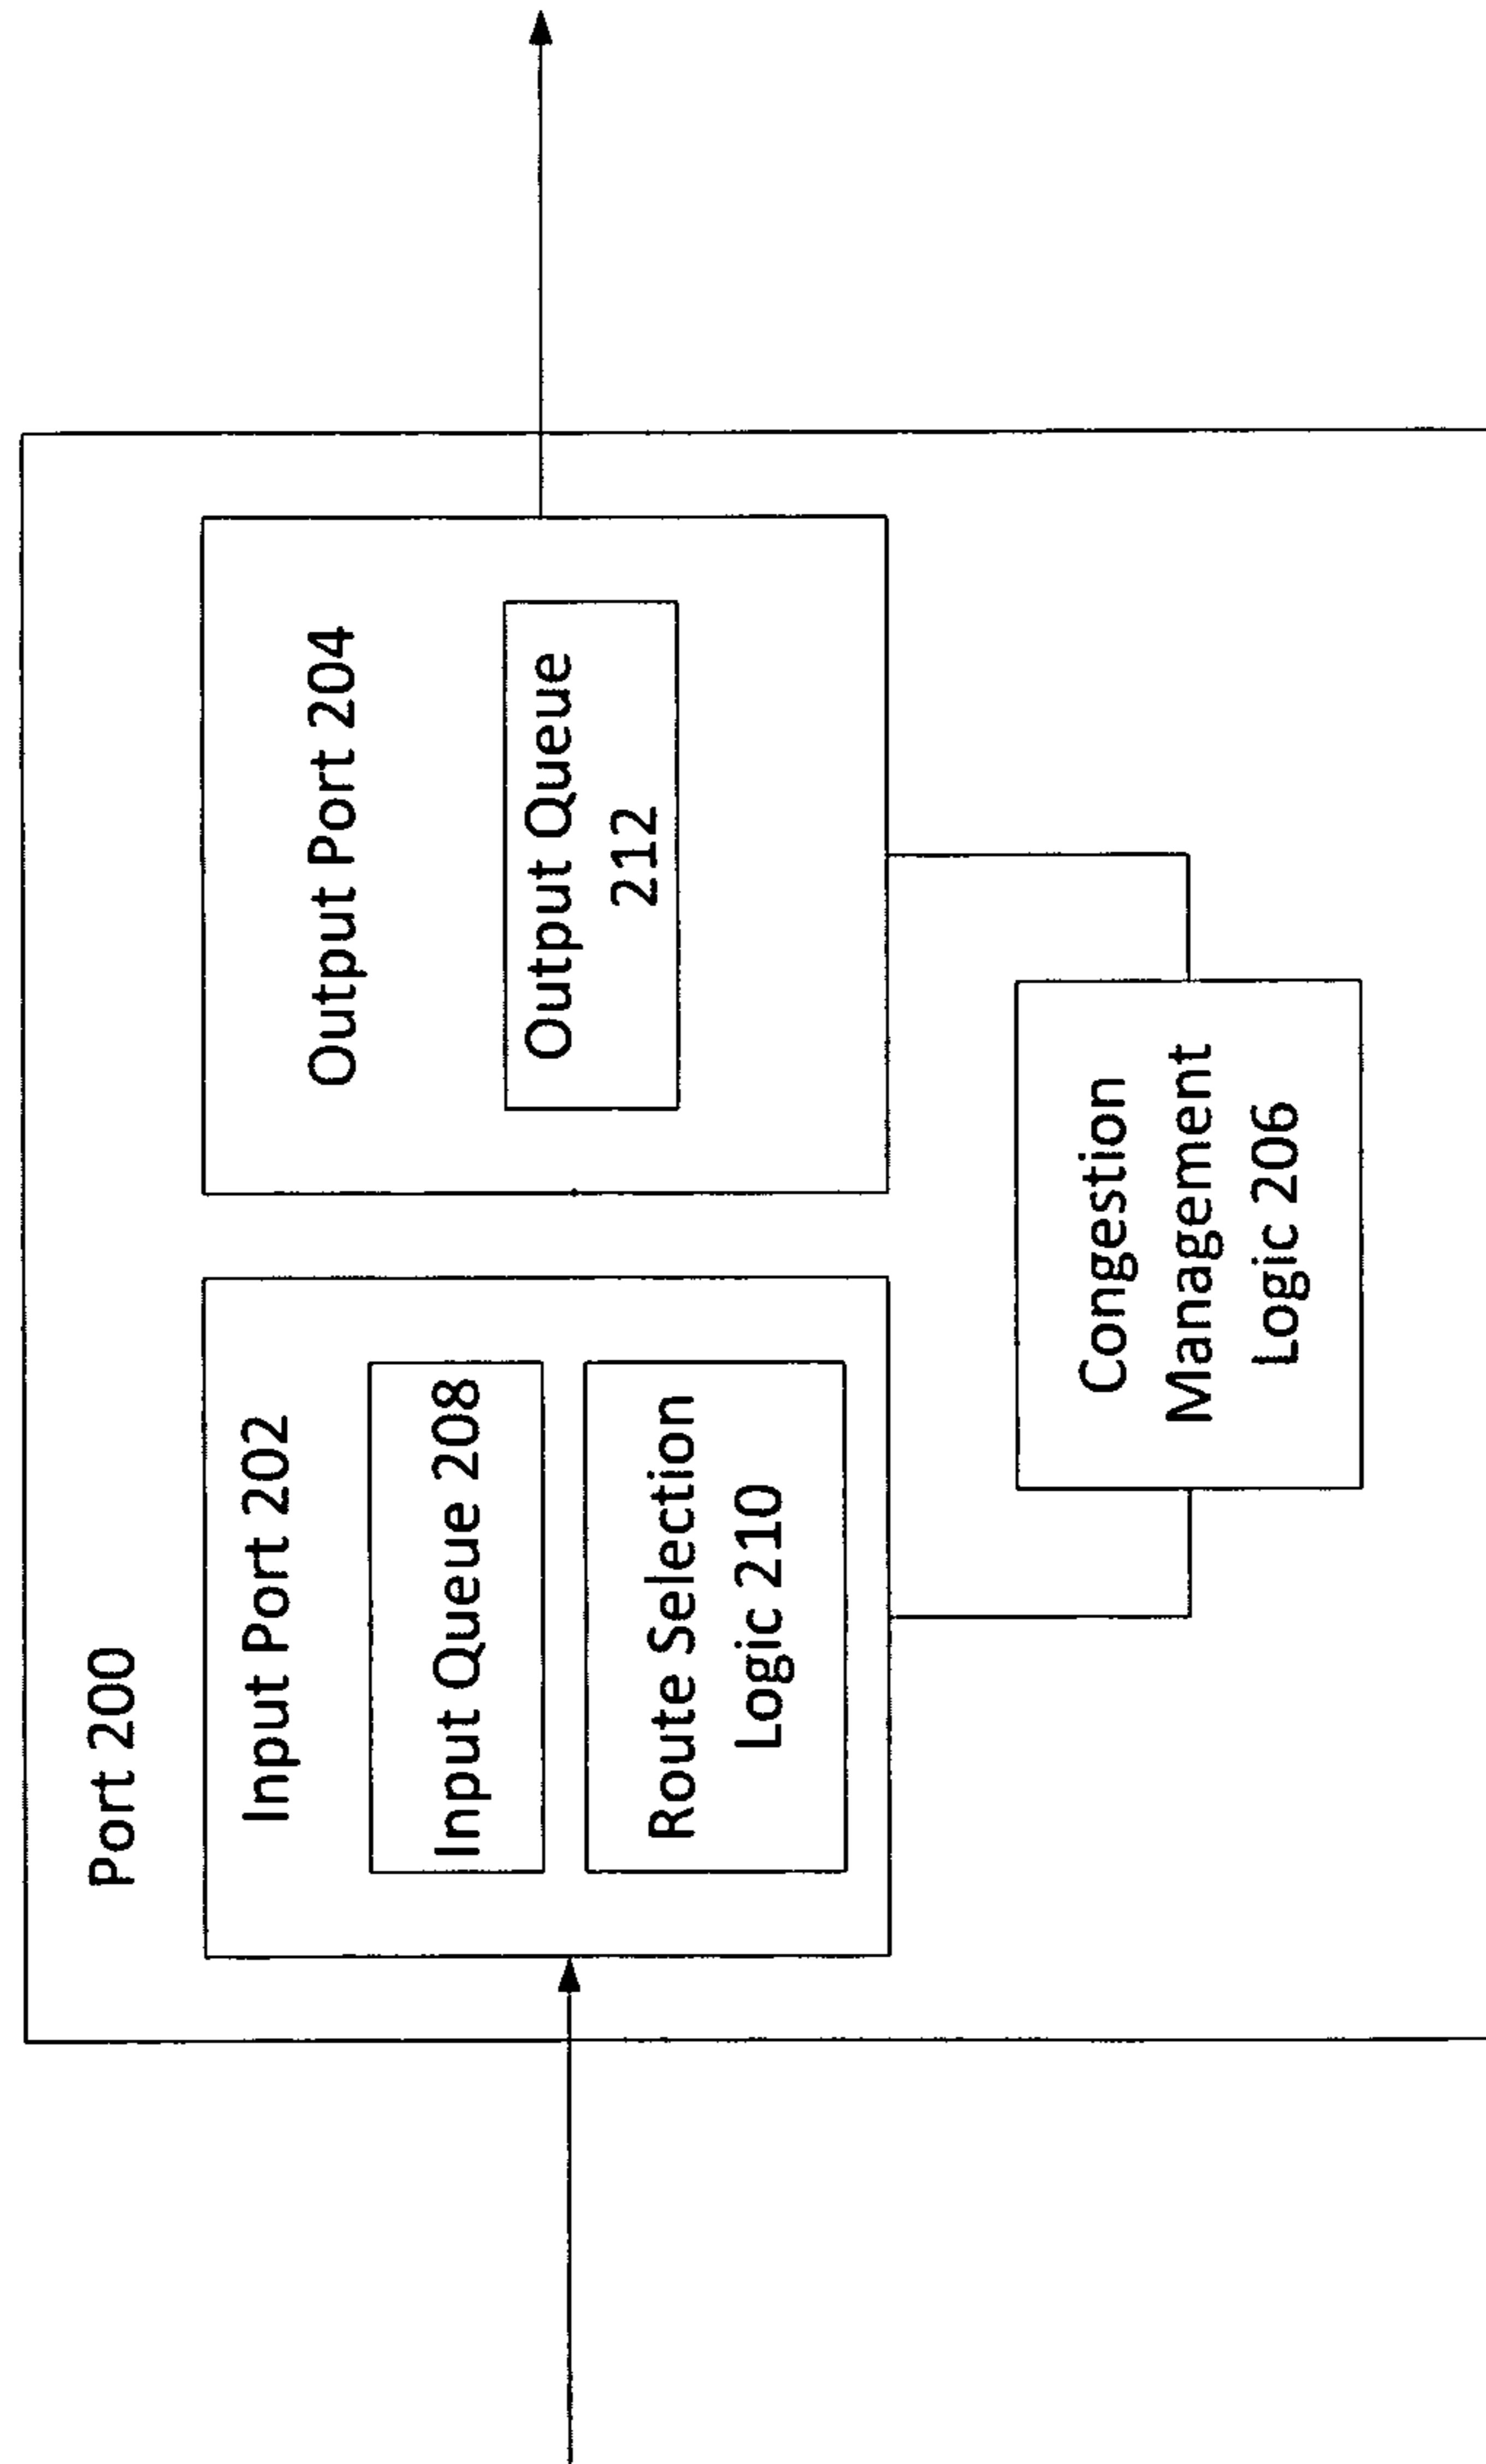 Port 200
Input Port 202
Input Queue 208
Route Selection
Logic 210
Output Port 204
Output Queue
212
Congestion
Management
Logic 206